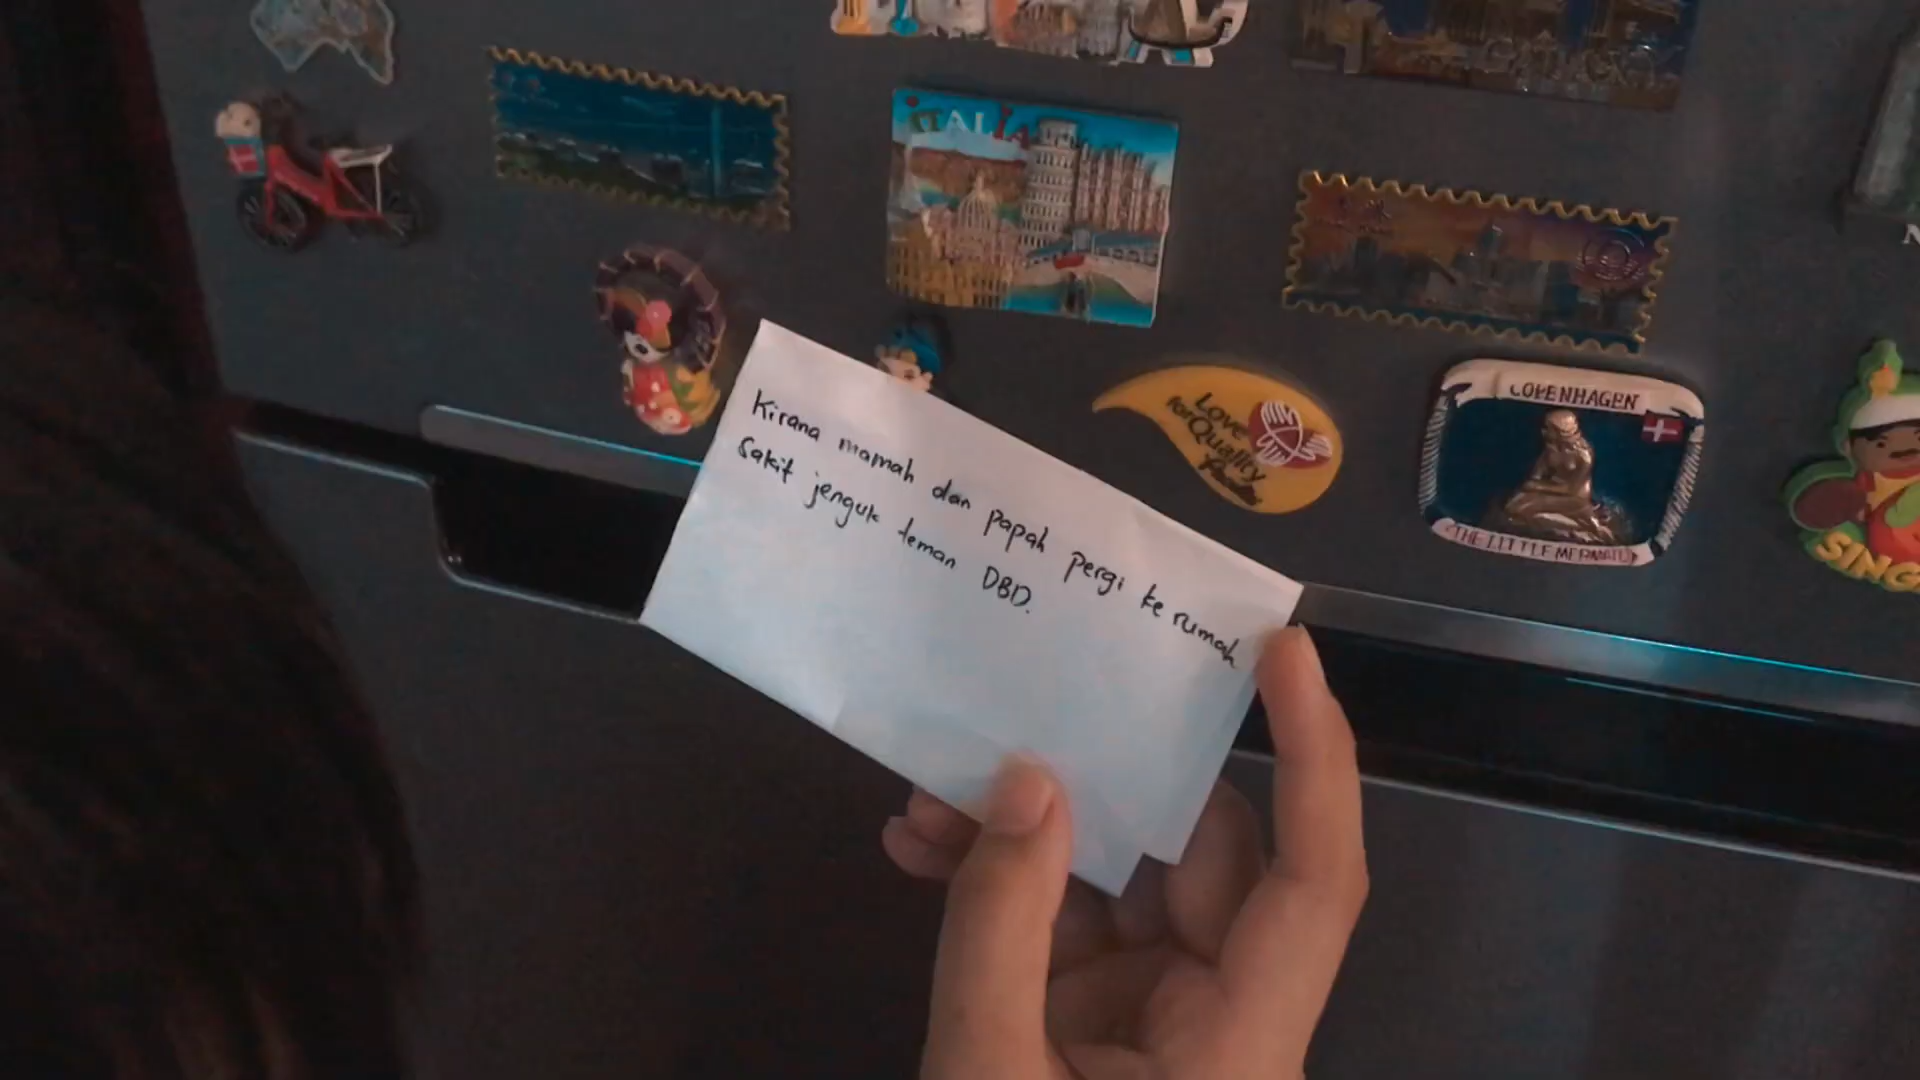 ITALIA
Love
for Quality
COPENHAGEN
THE LITTLE MERMAID
SING
Kirana mamah dan papah pergi ke rumah
sakit jenguk teman DBD.